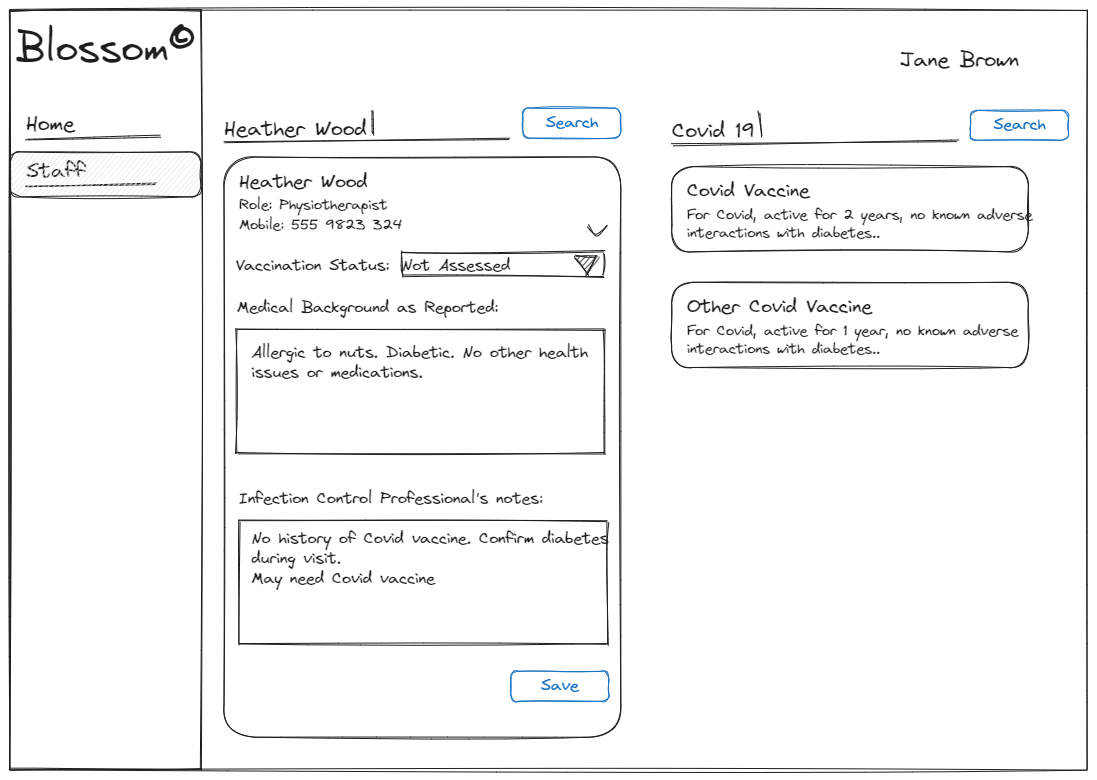 Blossom©
Jane Brown
Home
Staff
Heather Wood
Search
Heather Wood
Role: Physiotherapist
Mobile: 555 9823 324
Vaccination Status:
Not Assessed
Medical Background as Reported:
Allergic to nuts. Diabetic. No other health
issues or medications.
Infection Control Professional's notes:
No history of Covid vaccine. Confirm diabetes
during visit.
May need Covid vaccine
Save
Covid 19
Search
Covid Vaccine
For Covid, active for 2 years, no known adverse
interactions with diabetes..
Other Covid Vaccine
For Covid, active for 1 year, no known adverse
interactions with diabetes..